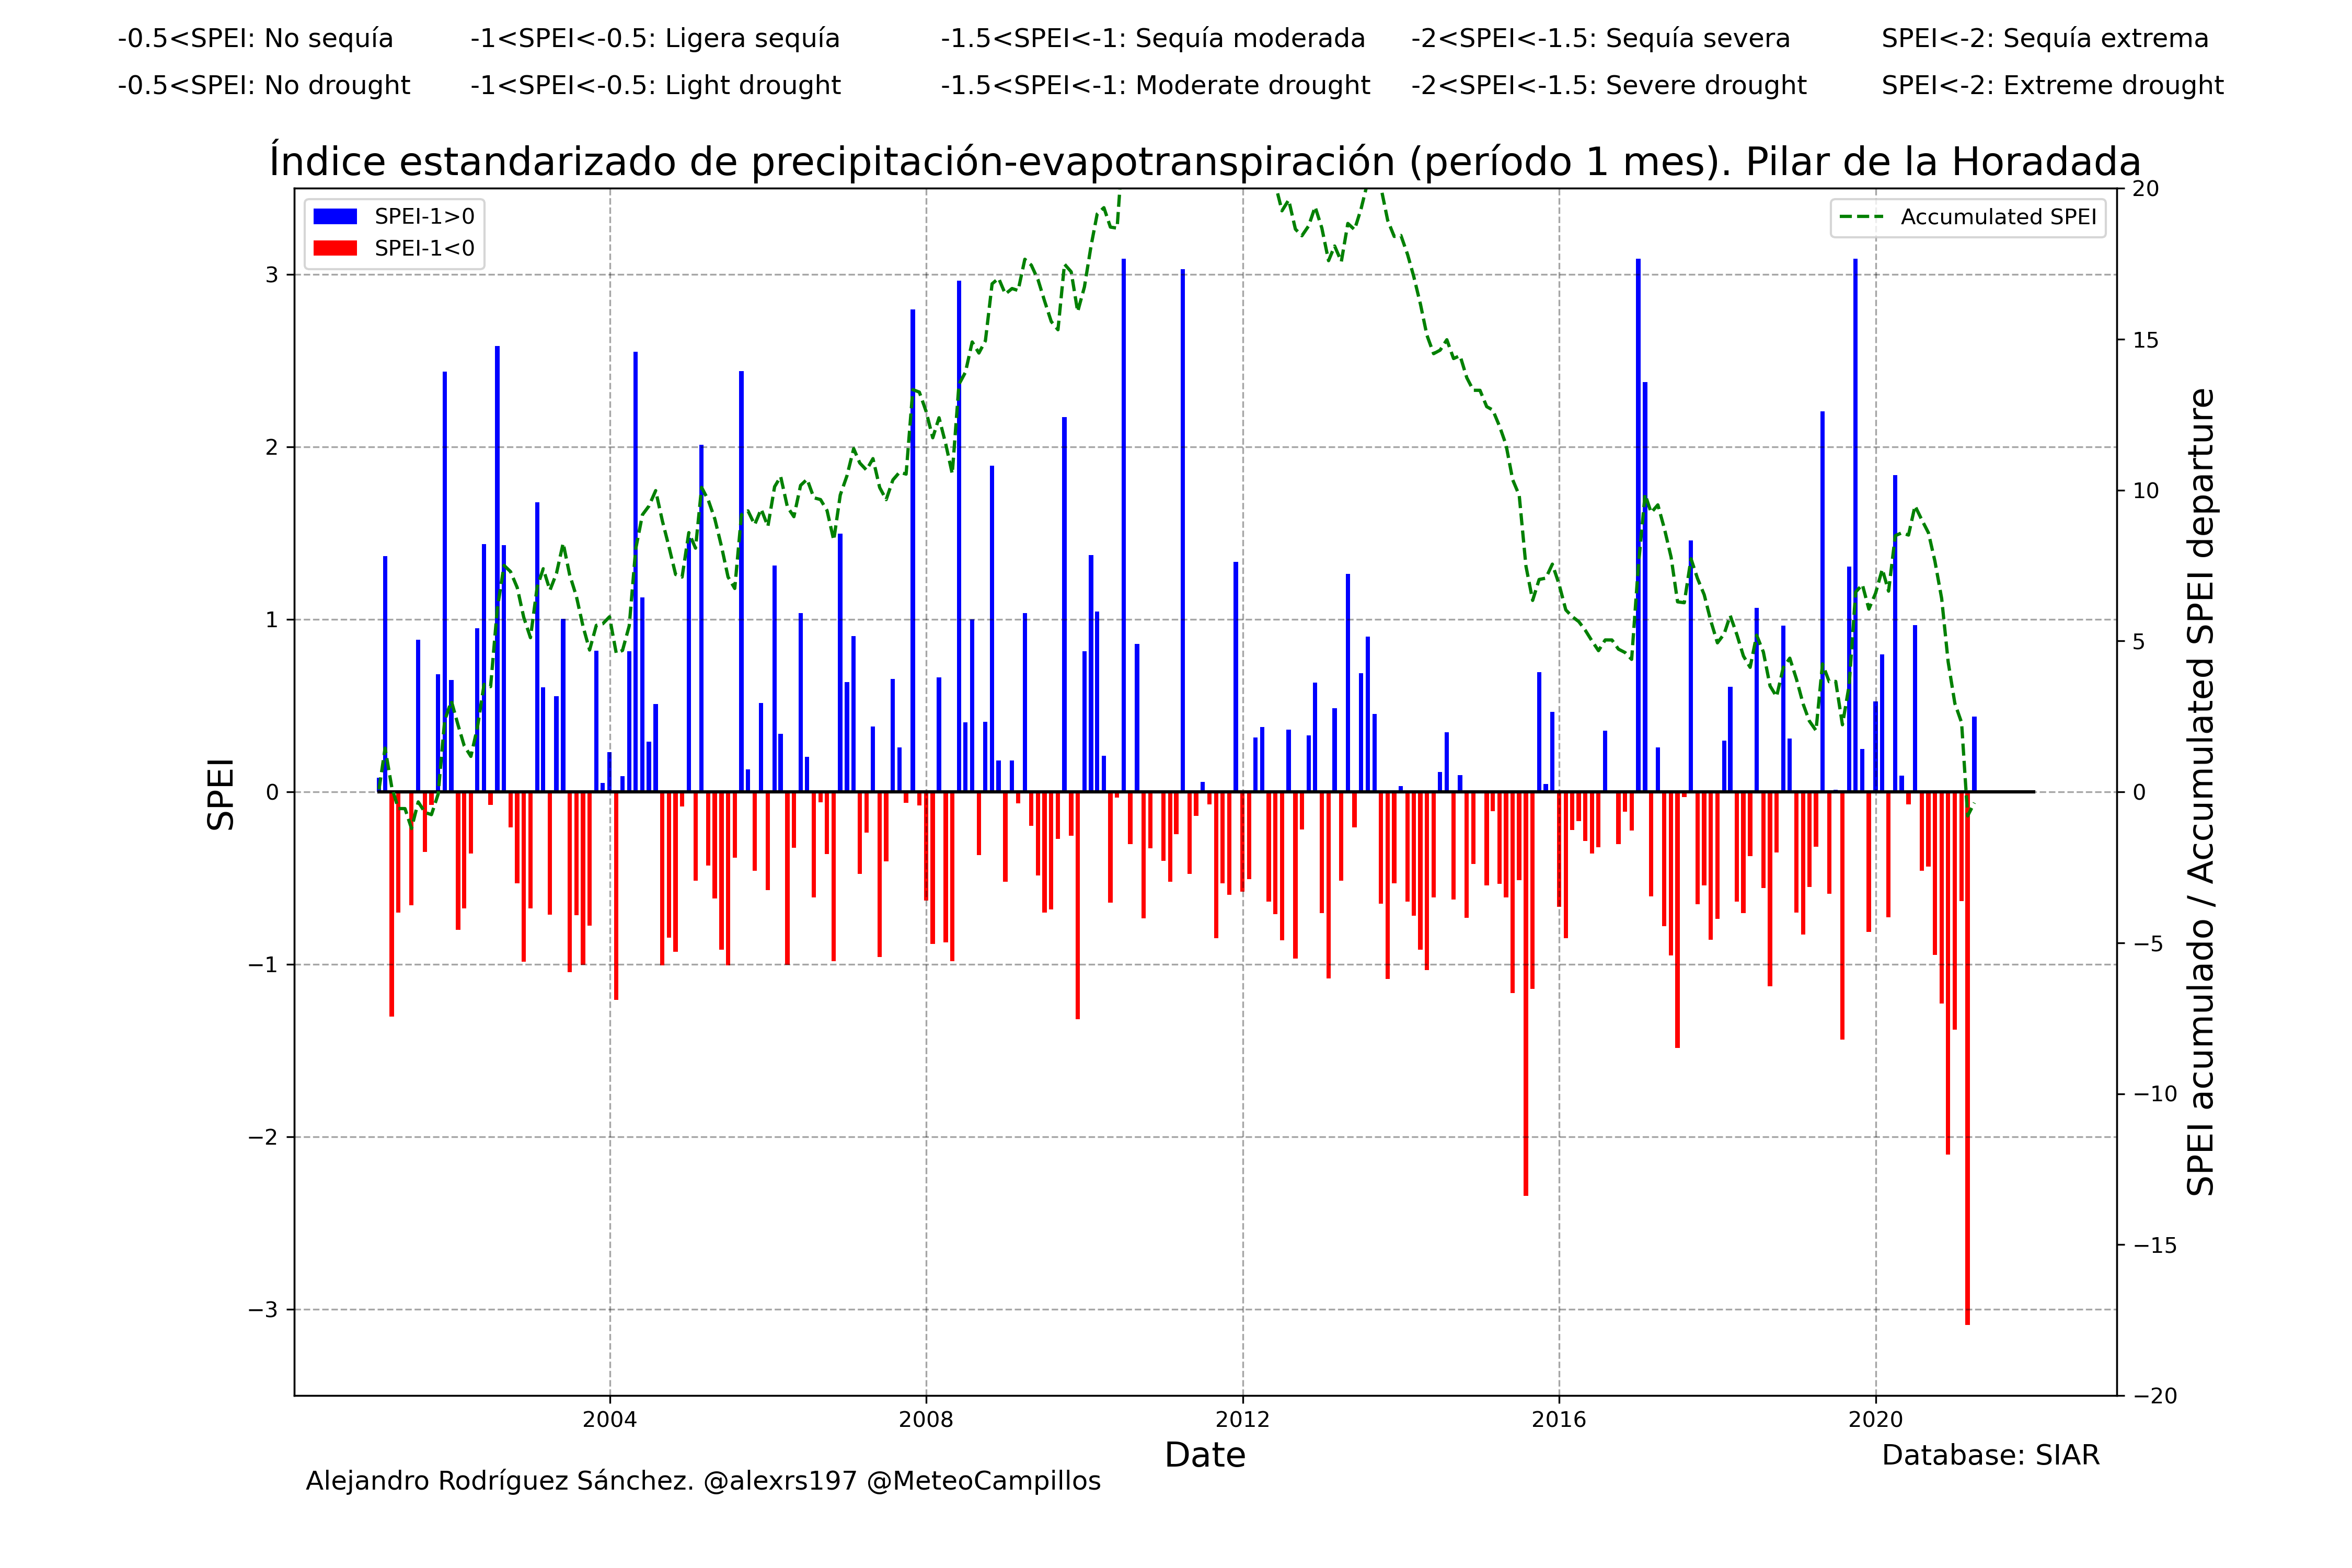 -0.5<SPEI: No sequía -1<SPEI<-0.5: Ligera sequía -1.5<SPEI<-1: Sequía moderada -2<SPEI<-1.5: Sequía severa SPEI<-2: Sequía extrema
-0.5<SPEI: No drought -1<SPEI<-0.5: Light drought -1.5<SPEI<-1: Moderate drought -2<SPEI<-1.5: Severe drought SPEI<-2: Extreme drought
Índice estandarizado de precipitación-evapotranspiración (período 1 mes). Pilar de la Horadada
SPEI-1>0
SPEI-1<0
Accumulated SPEI
SPEI
3
2
1
0
−1
−2
−3
20
15
10
5
0
−5
−10
−15
−20
SPEI acumulado / Accumulated SPEI departure
2004 2008 2012 2016 2020
Date
Database: SIAR
Alejandro Rodríguez Sánchez. @alexrs197 @MeteoCampillos